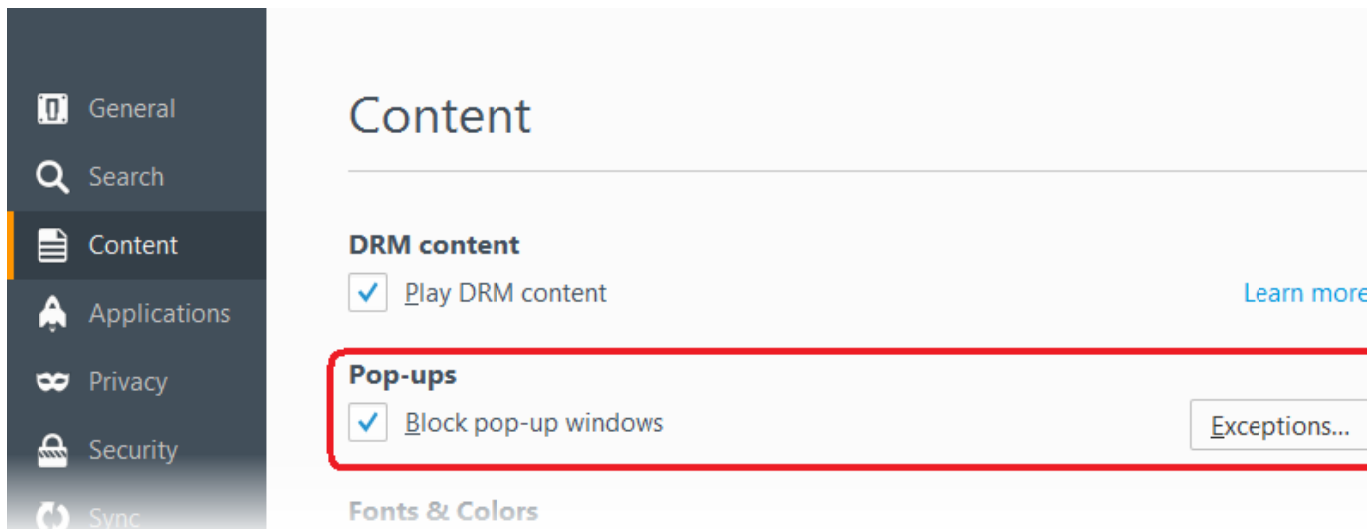 General
Search
Content
Applications
Privacy
Security
Sync
Content
DRM content
Play DRM content
Learn more
Pop-ups
Block pop-up windows
Exceptions...
Fonts & Colors